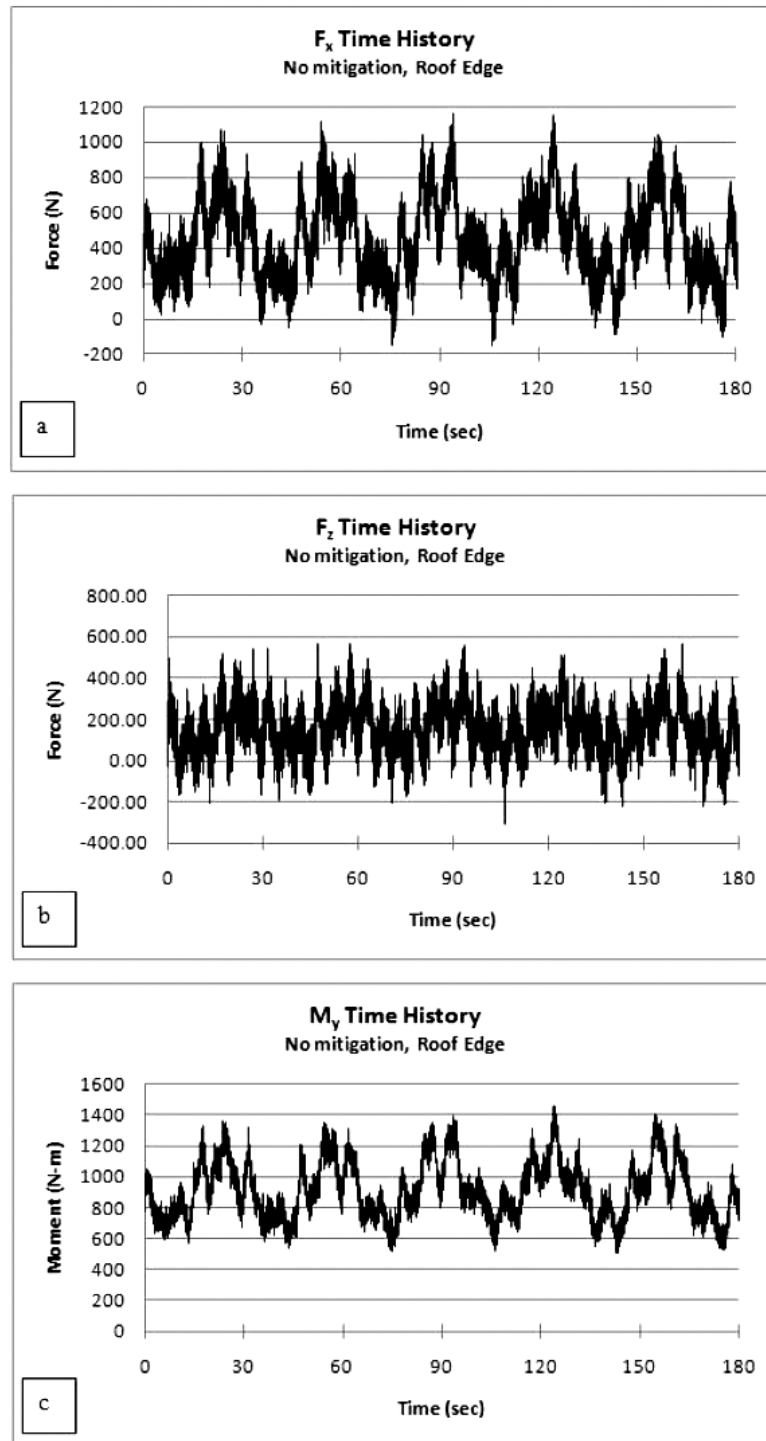 Fx Time History
No mitigation, Roof Edge
1200
1000
800
600
400
200
0
-200
Force (N)
0 30 60 90 120 150 180
Time (sec)
a
Fz Time History
No mitigation, Roof Edge
800.00
600.00
400.00
200.00
0.00
-200.00
-400.00
Force (N)
0 30 60 90 120 150 180
Time (sec)
b
My Time History
No mitigation, Roof Edge
1600
1400
1200
1000
800
600
400
200
0
Moment (N-m)
0 30 60 90 120 150 180
Time (sec)
c